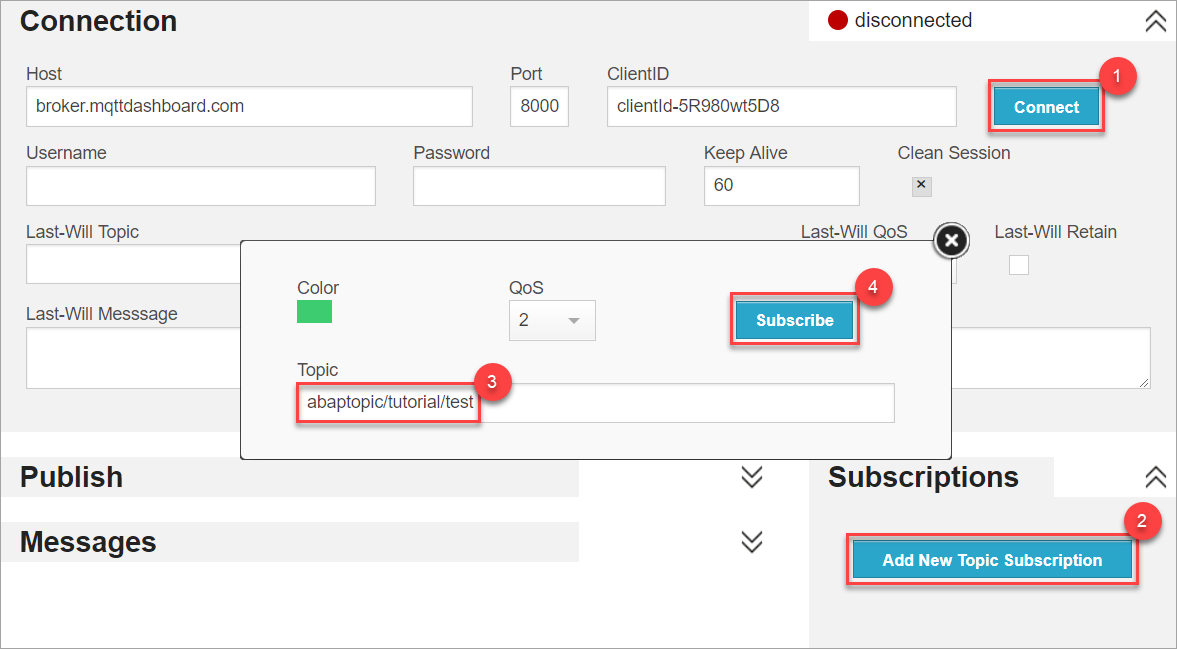 Connection
disconnected
Host
Port
ClientID
1
broker.mqttdashboard.com
8000
clientId-5R980wt5D8
Connect
Username
Password
Keep Alive
Clean Session
60
Last-Will Topic
Last-Will QoS
Last-Will Retain
Color
QoS
4
Last-Will Messsage
2
Subscribe
Topic
3
abaptopic/tutorial/test
Publish
Subscriptions
2
Messages
Add New Topic Subscription